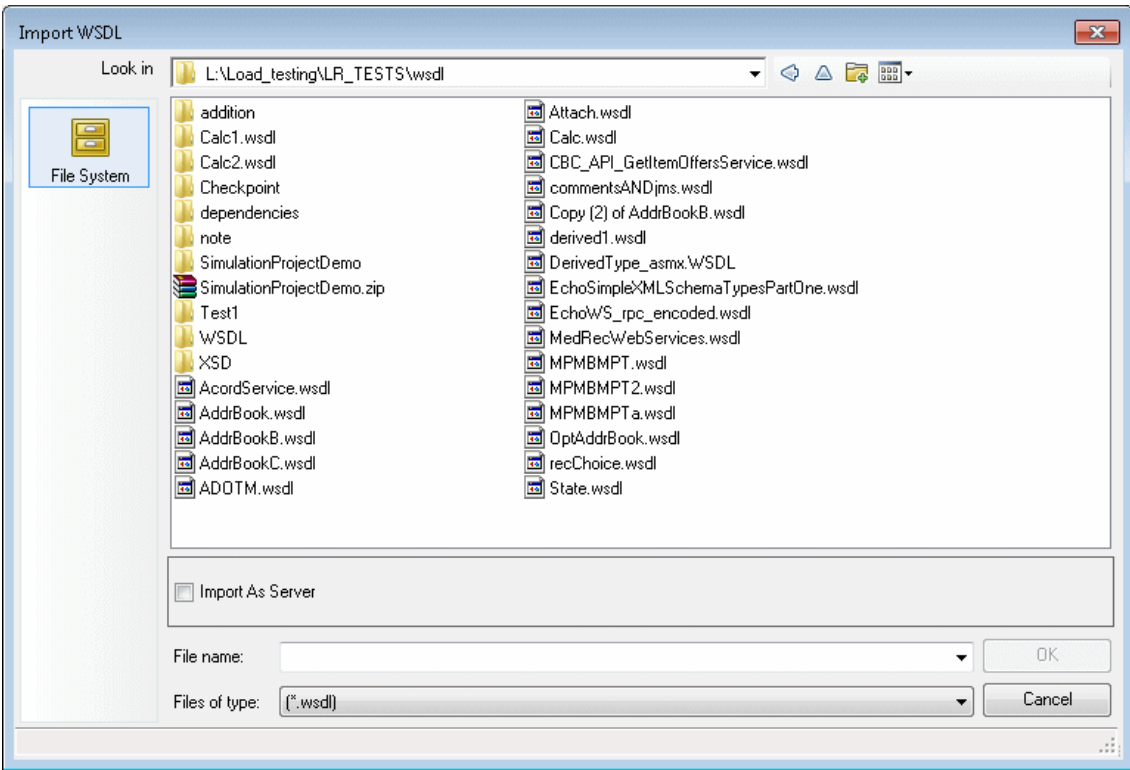 Import WSDL
Look in
L:\Load_testing\LR_TESTS\wsdl
File System
addition
Calc1.wsdl
Calc2.wsdl
Checkpoint
dependencies
note
SimulationProjectDemo
SimulationProjectDemo.zip
Test1
WSDL
XSD
AcordService.wsdl
AddrBook.wsdl
AddrBookB.wsdl
AddrBookC.wsdl
ADOTM.wsdl
Attach.wsdl
Calc.wsdl
CBC_API_GetItemOffersService.wsdl
commentsANDjms.wsdl
Copy (2) of AddrBookB.wsdl
derived1.wsdl
DerivedType_asmx.WSDL
EchoSimpleXMLSchemaTypesPartOne.wsdl
EchoWS_rpc_encoded.wsdl
MedRecWebServices.wsdl
MPMBMPT.wsdl
MPMBMPT2.wsdl
MPMBMPTa.wsdl
OptAddrBook.wsdl
recChoice.wsdl
State.wsdl
Import As Server
File name:
OK
Files of type:
(*.wsdl)
Cancel